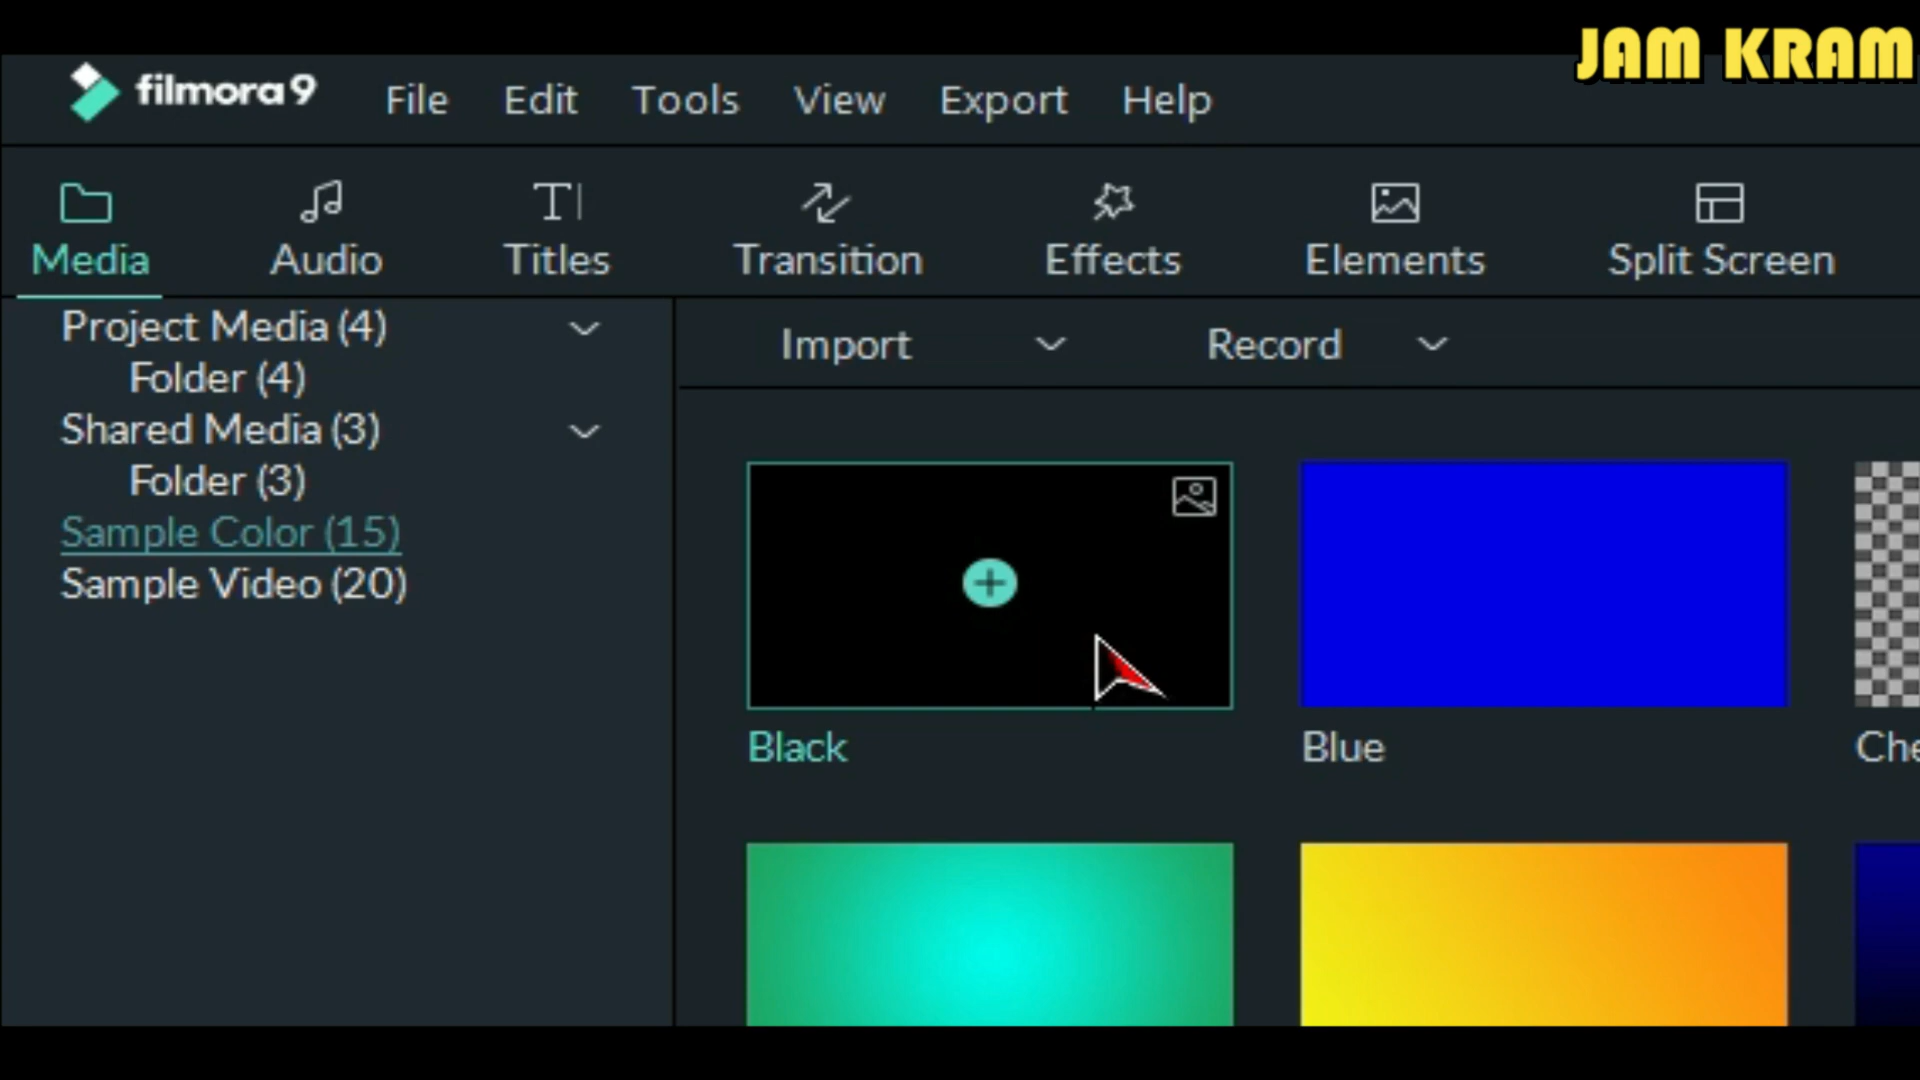 JAM KRAM
filmora9 File Edit Tools View Export Help
Media Audio Titles Transition Effects Elements Split Screen
Project Media (4)
Folder (4)
Shared Media (3)
Folder (3)
Sample Color (15)
Sample Video (20)
Import Record
Black Blue Che